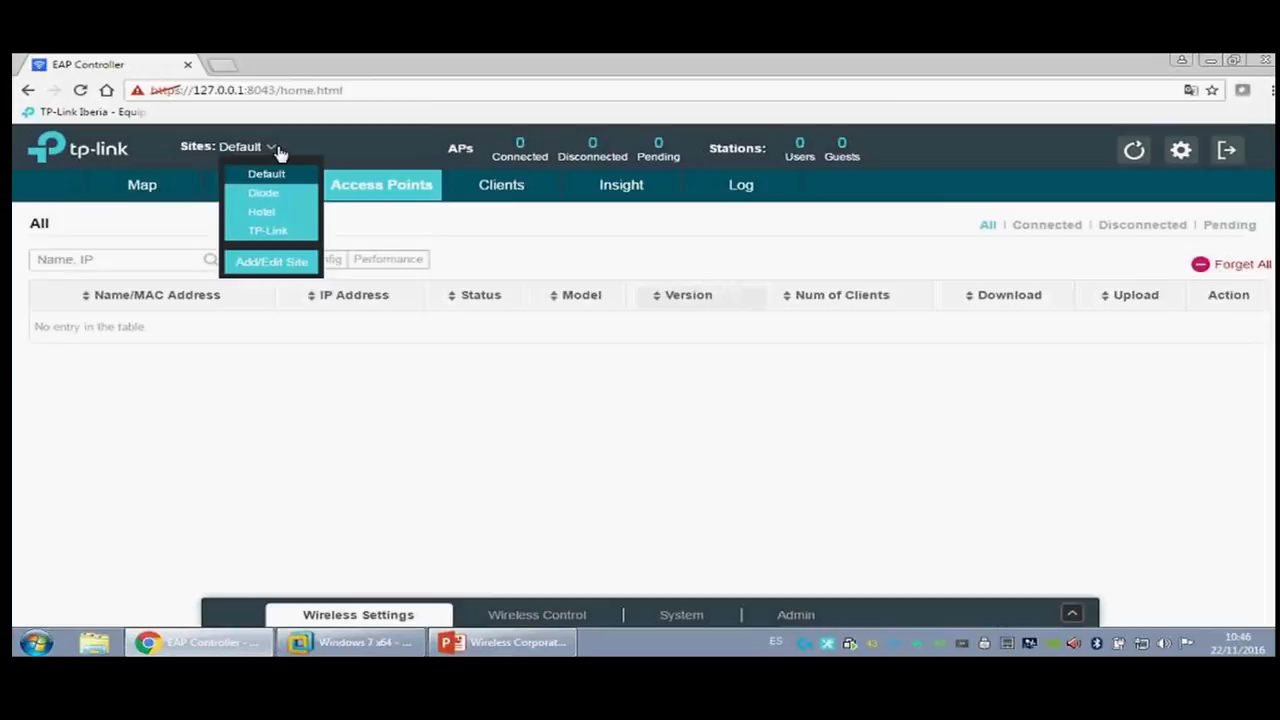 EAP Controller
https://127.0.0.1:8043/home.html
TP-Link Iberia - Equip
tp-link
Sites: Default
APs
0 Connected
0 Disconnected
0 Pending
Stations:
0 Users
0 Guests
Default
Diode
Hotel
TP-Link
Add/Edit Site
Map
Access Points
Clients
Insight
Log
All
All | Connected | Disconnected | Pending
Name, IP
nfig
Performance
Forget All
Name/MAC Address
IP Address
Status
Model
Version
Num of Clients
Download
Upload
Action
No entry in the table
Wireless Settings
Wireless Control
System
Admin
EAP Controller - ...
Windows 7 x64 - ...
Wireless Corporat...
ES
43
10:46
22/11/2016